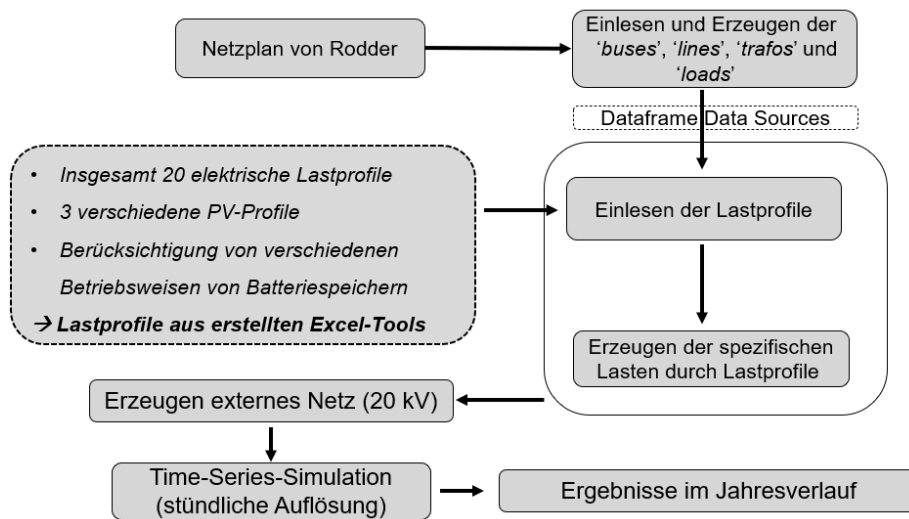 Netzplan von Rodder
Einlesen und Erzeugen der
‘buses’, ‘lines’, ‘trafos’ und
‘loads’
Dataframe Data Sources
• Insgesamt 20 elektrische Lastprofile
• 3 verschiedene PV-Profile
• Berücksichtigung von verschiedenen
Betriebsweisen von Batteriespeichern
→ Lastprofile aus erstellten Excel-Tools
Einlesen der Lastprofile
Erzeugen der spezifischen
Lasten durch Lastprofile
Erzeugen externes Netz (20 kV)
Time-Series-Simulation
(stündliche Auflösung)
Ergebnisse im Jahresverlauf